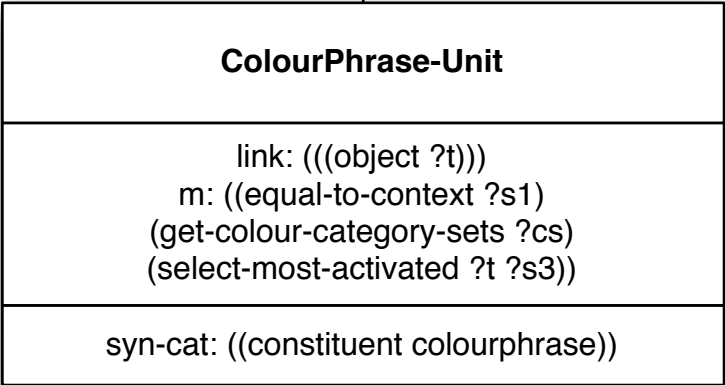 ColourPhrase-Unit
link: (((object ?t)))
m: ((equal-to-context ?s1)
(get-colour-category-sets ?cs)
(select-most-activated ?t ?s3))
syn-cat: ((constituent colourphrase))